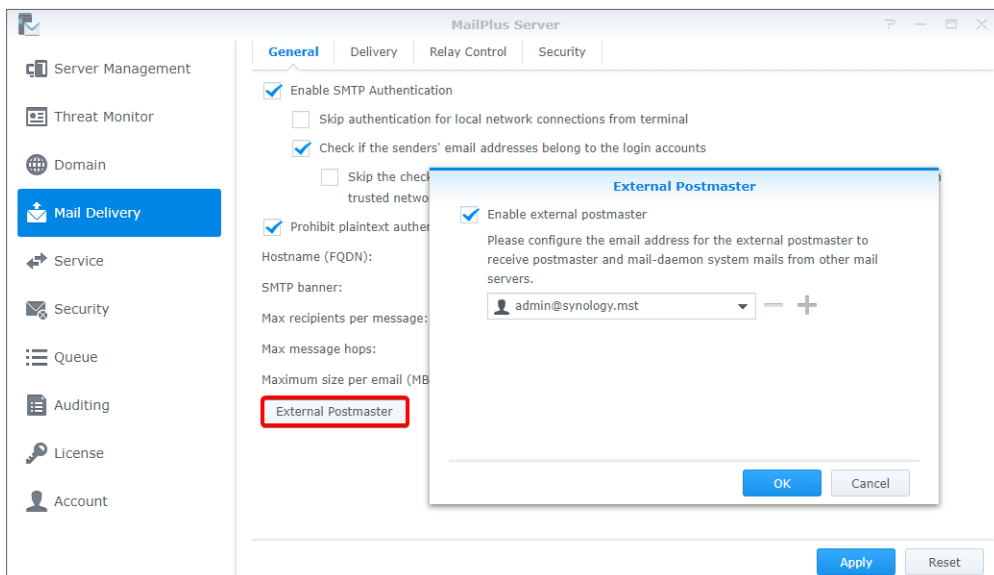 MailPlus Server
Server Management
Threat Monitor
Domain
Mail Delivery
Service
Security
Queue
Auditing
License
Account
General Delivery Relay Control Security
Enable SMTP Authentication
Skip authentication for local network connections from terminal
Check if the senders' email addresses belong to the login accounts
Skip the check
trusted netwo
Prohibit plaintext auther
Hostname (FQDN):
SMTP banner:
Max recipients per message:
Max message hops:
Maximum size per email (MB
External Postmaster
External Postmaster
Enable external postmaster
Please configure the email address for the external postmaster to
receive postmaster and mail-daemon system mails from other mail
servers.
admin@synology.mst
OK Cancel
Apply Reset